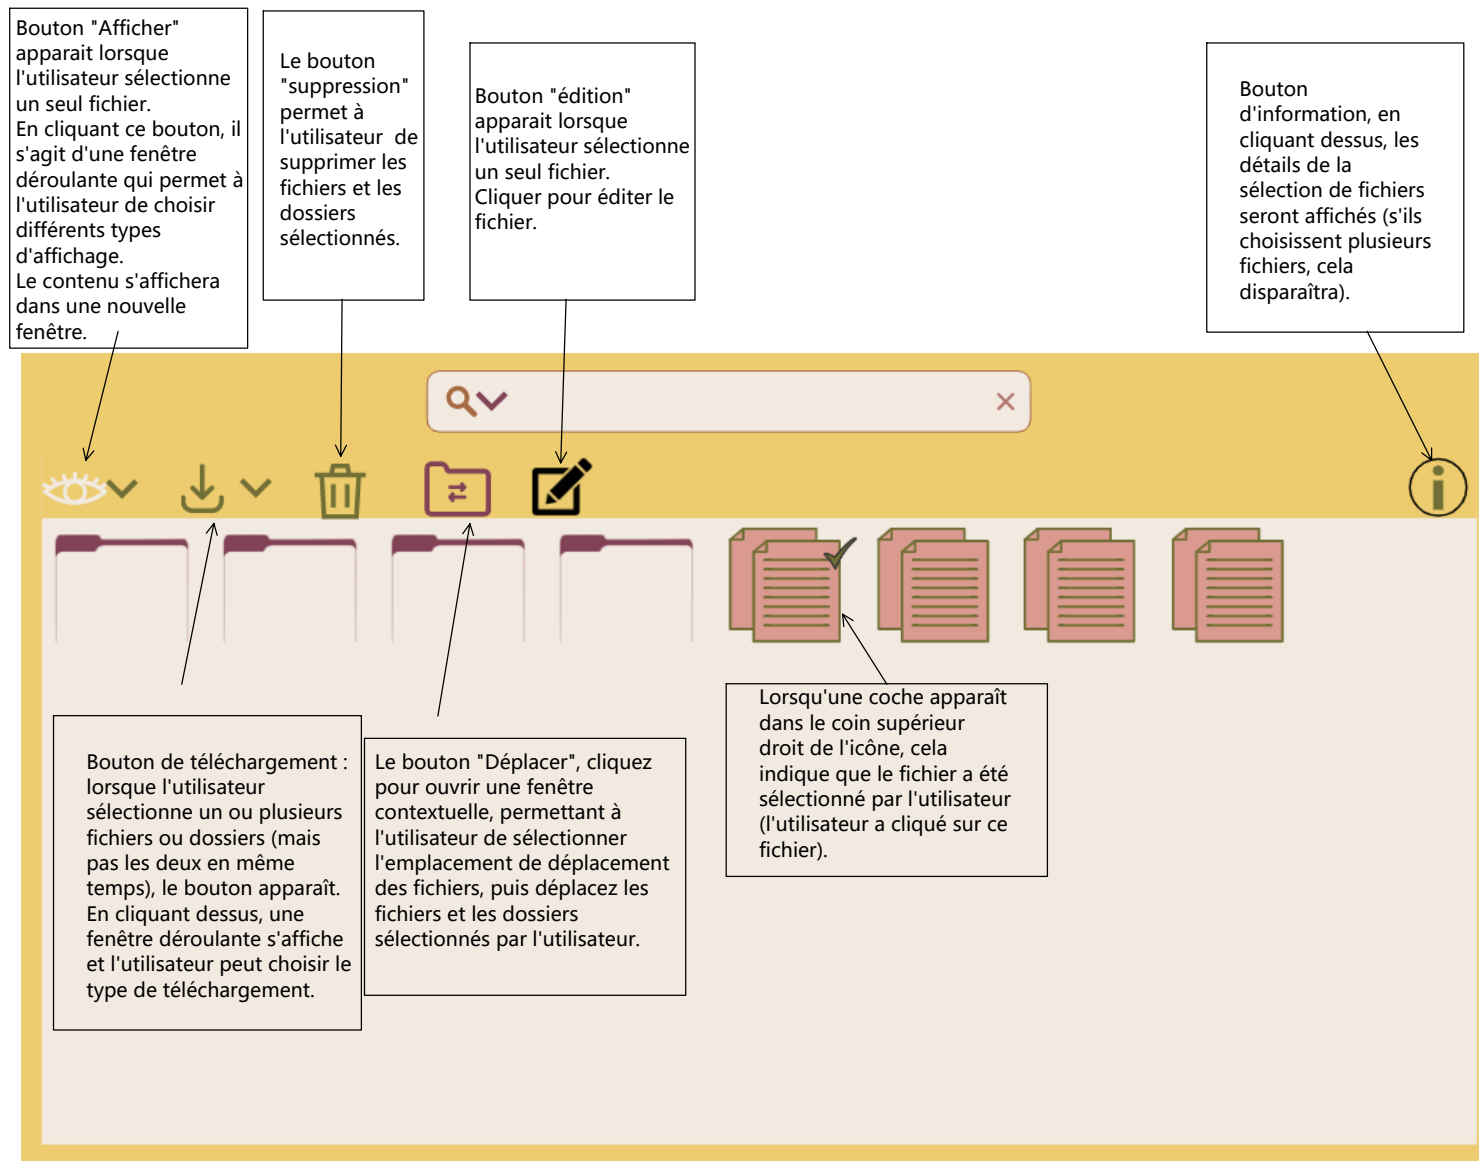 Bouton "Afficher"
apparait lorsque
l'utilisateur sélectionne
un seul fichier.
En cliquant ce bouton, il
s'agit d'une fenêtre
déroulante qui permet à
l'utilisateur de choisir
différents types
d'affichage.
Le contenu s'affichera
dans une nouvelle
fenêtre.
Le bouton
"suppression"
permet à
l'utilisateur de
supprimer les
fichiers et les
dossiers
sélectionnés.
Bouton "édition"
apparait lorsque
l'utilisateur sélectionne
un seul fichier.
Cliquer pour éditer le
fichier.
Bouton
d'information, en
cliquant dessus, les
détails de la
sélection de fichiers
seront affichés (s'ils
choisissent plusieurs
fichiers, cela
disparaîtra).
Bouton de téléchargement :
lorsque l'utilisateur
sélectionne un ou plusieurs
fichiers ou dossiers (mais
pas les deux en même
temps), le bouton apparaît.
En cliquant dessus, une
fenêtre déroulante s'affiche
et l'utilisateur peut choisir le
type de téléchargement.
Le bouton "Déplacer", cliquez
pour ouvrir une fenêtre
contextuelle, permettant à
l'utilisateur de sélectionner
l'emplacement de déplacement
des fichiers, puis déplacez les
fichiers et les dossiers
sélectionnés par l'utilisateur.
Lorsqu'une coche apparaît
dans le coin supérieur
droit de l'icône, cela
indique que le fichier a été
sélectionné par l'utilisateur
(l'utilisateur a cliqué sur ce
fichier).